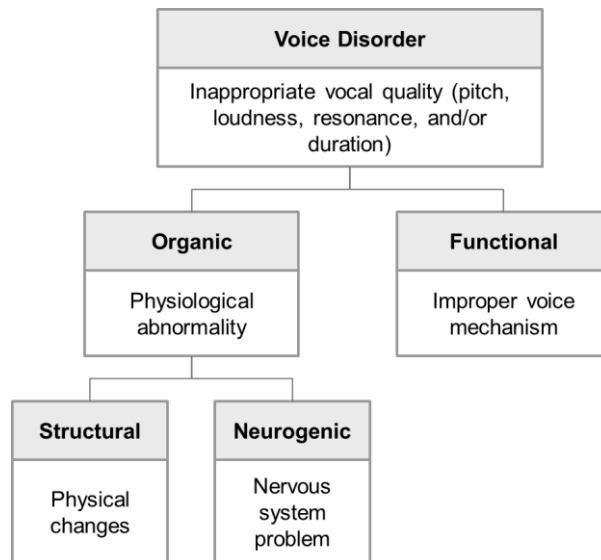 Voice Disorder
Inappropriate vocal quality (pitch,
loudness, resonance, and/or
duration)
Organic
Physiological
abnormality
Functional
Improper voice
mechanism
Structural
Physical
changes
Neurogenic
Nervous
system
problem